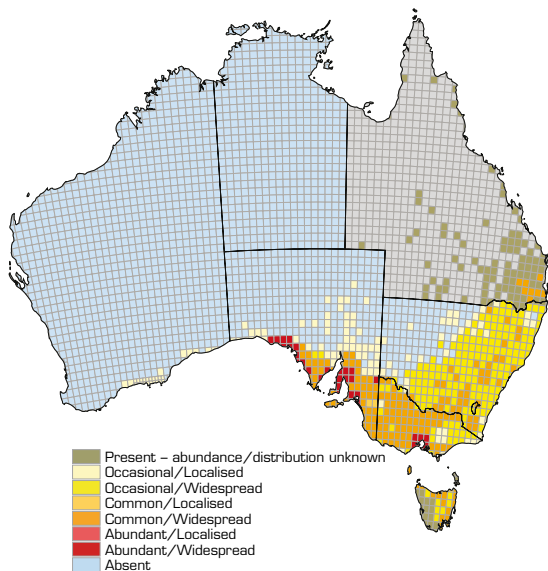 Present – abundance/distribution unknown
Occasional/Localised
Occasional/Widespread
Common/Localised
Common/Widespread
Abundant/Localised
Abundant/Widespread
Absent